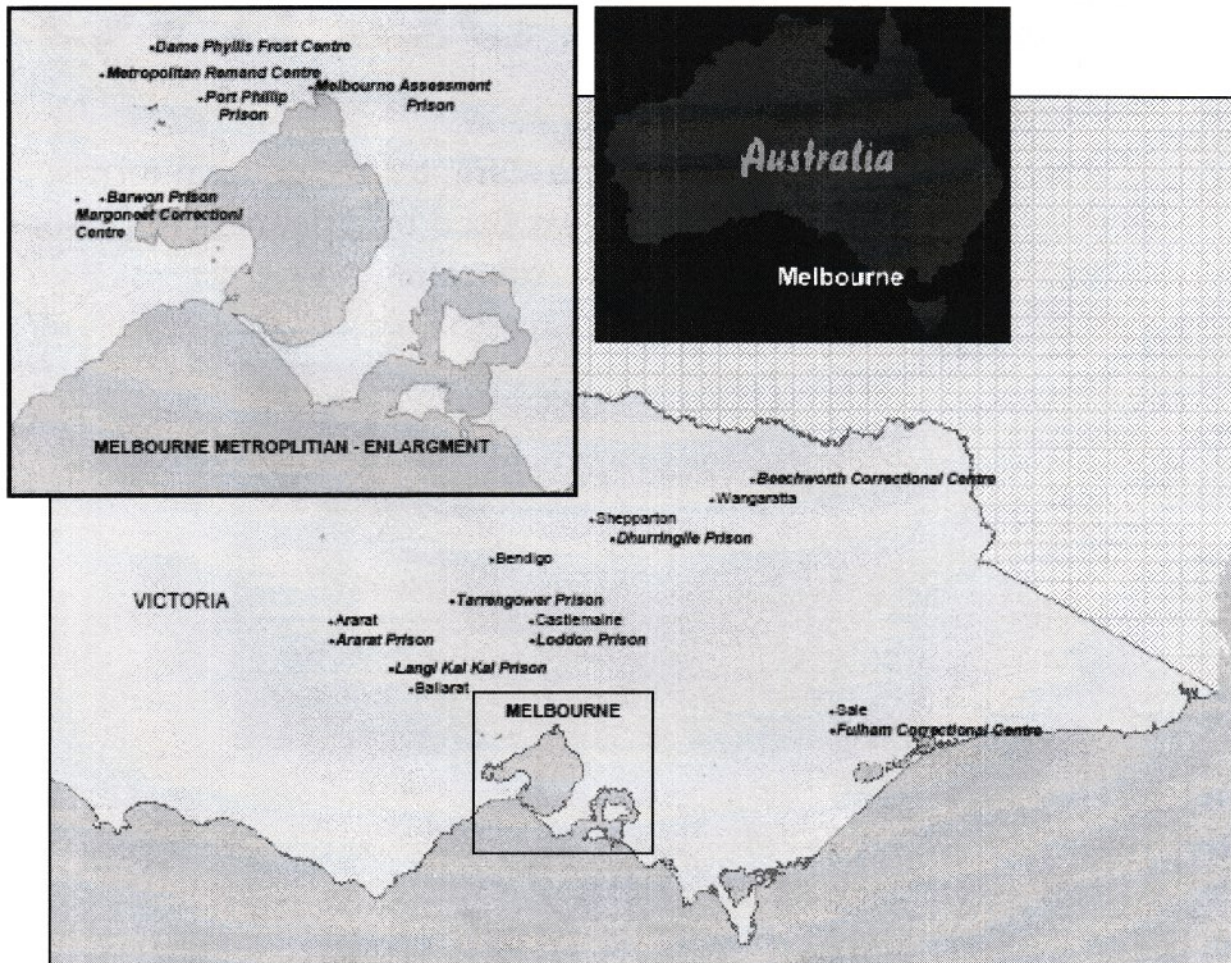 Dame Phyllis Frost Centre
Metropolitan Remand Centre
Melbourne Assessment
Prison
Port Phillip
Prison
Barwon Prison
Margoneet Correctionl
Centre
MELBOURNE METROPLITIAN - ENLARGMENT
Australia
Melbourne
Beechworth Correctional Centre
Wangaratta
Shepparton
Dhurringile Prison
Bendigo
VICTORIA
Tarrengower Prison
Ararat
Castlemaine
Ararat Prison
Loddon Prison
Langi Kal Kal Prison
Ballarat
MELBOURNE
Sale
Fulham Correctional Centre